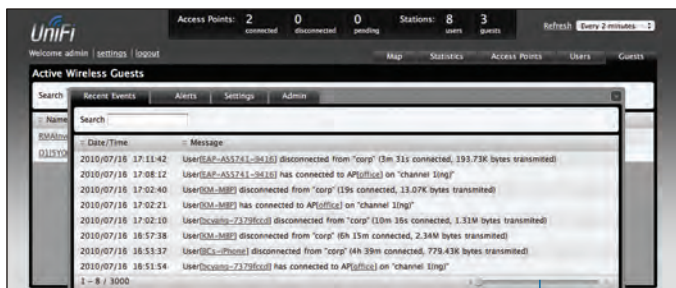 UniFi
Access Points: 2 connected 0 disconnected 0 pending Stations: 8 users 3 guests
Refresh Every 2 minutes
Welcome admin | settings | logout
Map Statistics Access Points Users Guests
Active Wireless Guests
Search
Recent Events Alerts Settings Admin
Name
Search
Date/Time Message
2010/07/16 17:11:42 User[EAP-AS5741-9416] disconnected from "corp" (3m 31s connected, 193.73K bytes transmited)
2010/07/16 17:08:12 User[EAP-AS5741-9416] has connected to AP[office] on "channel 1(ng)"
2010/07/16 17:02:40 User[KM-MBP] disconnected from "corp" (19s connected, 13.07K bytes transmited)
2010/07/16 17:02:21 User[KM-MBP] has connected to AP[office] on "channel 1(ng)"
2010/07/16 17:02:10 User[bcyang-7379fccd] disconnected from "corp" (10m 16s connected, 1.31M bytes transmited)
2010/07/16 16:57:38 User[KM-MBP] disconnected from "corp" (6h 15m connected, 2.34M bytes transmited)
2010/07/16 16:53:37 User[BCs-iPhone] disconnected from "corp" (4h 39m connected, 779.43K bytes transmited)
2010/07/16 16:51:54 User[bcyang-7379fccd] has connected to AP[office] on "channel 1(ng)"
1 - 8 / 3000